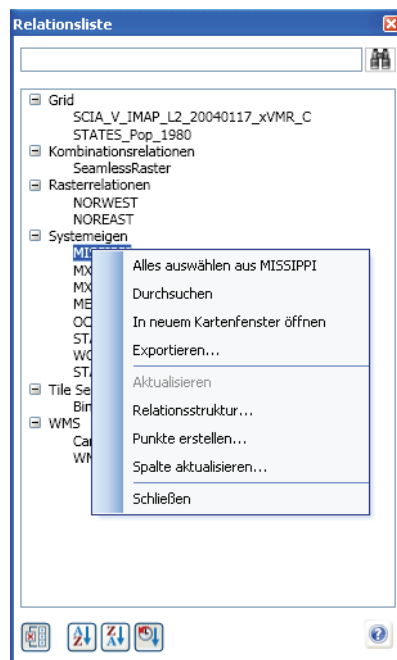 Relationsliste
Grid
SCIA_V_IMAP_L2_20040117_xVMR_C
STATES_Pop_1980
Kombinationsrelationen
SeamlessRaster
Rasterrelationen
NORWEST
NOREAST
Systemeigen
Alles auswählen aus MISSIPPI
Durchsuchen
In neuem Kartenfenster öffnen
Exportieren...
Aktualisieren
Relationsstruktur...
Punkte erstellen...
Spalte aktualisieren...
Schließen
Tile Se
WMS